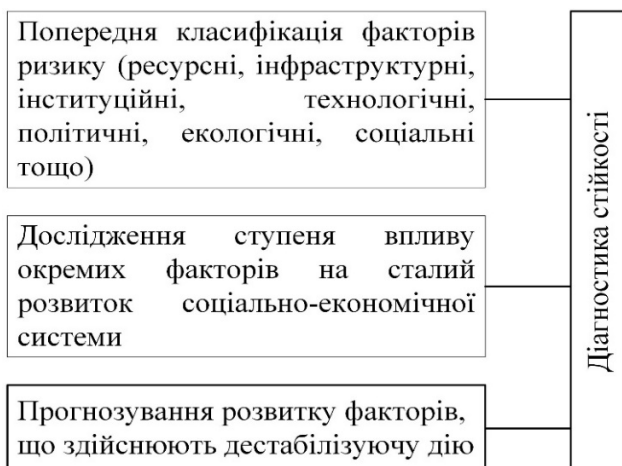 Попередня класифікація факторів
ризику (ресурсні, інфраструктурні,
інституційні, технологічні,
політичні, екологічні, соціальні
тощо)
Дослідження ступеня впливу
окремих факторів на сталий
розвиток соціально-економічної
системи
Прогнозування розвитку факторів,
що здійснюють дестабілізуючу дію
Діагностика стійкості